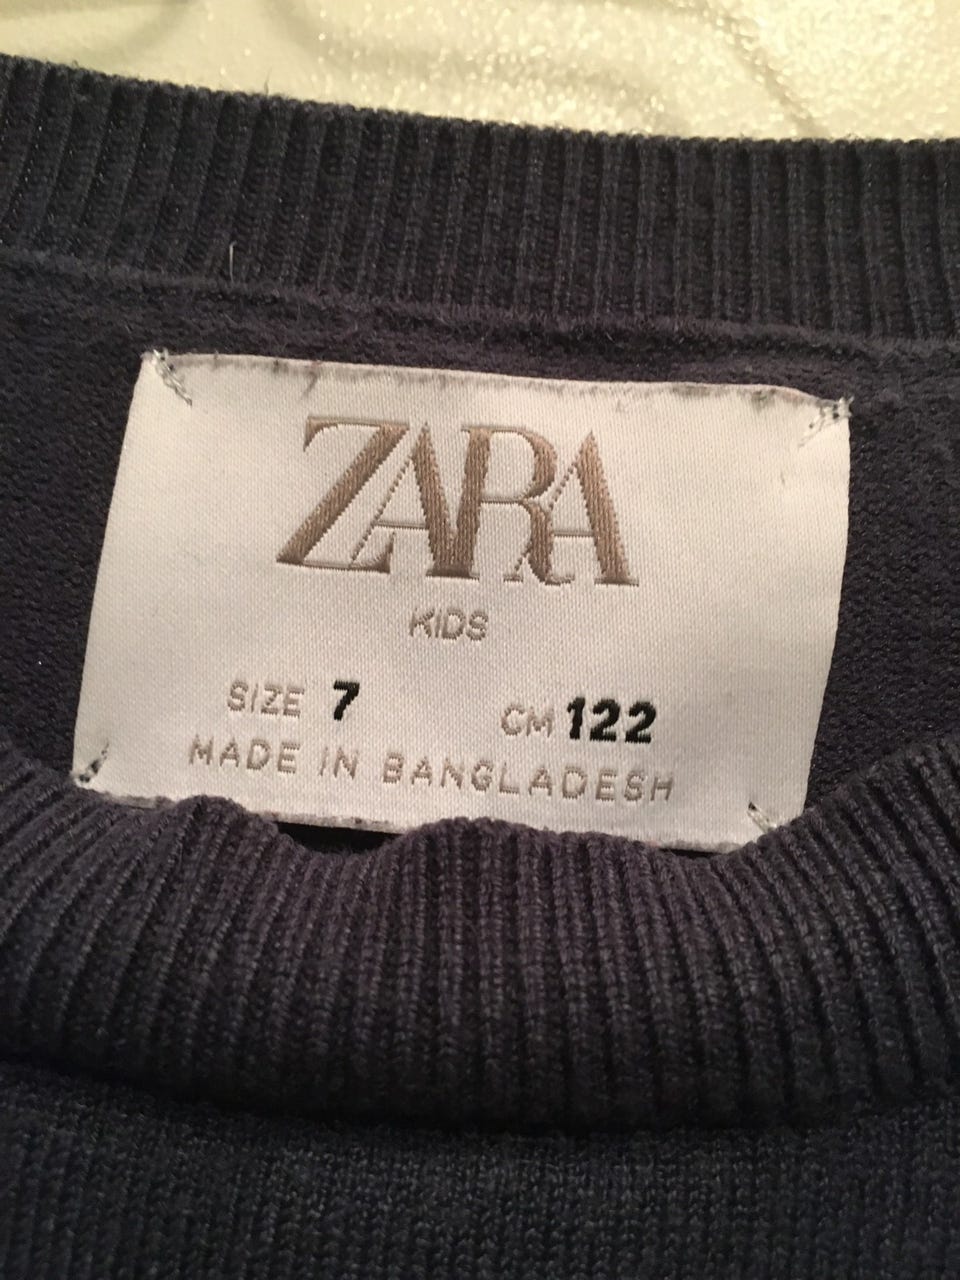 ZARA
KIDS
SIZE 7 CM 122
MADE IN BANGLADESH